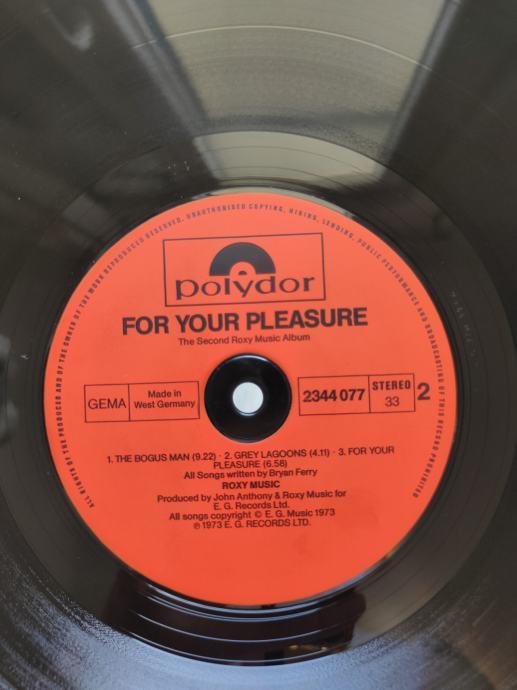 ALL RIGHTS OF THE PRODUCER AND OF THE OWNER OF THE WORK REPRODUCED RESERVED. UNAUTHORISED COPYING, HIRING, LENDING, PUBLIC PERFORMANCE AND BROADCASTING OF THIS RECORD PROHIBITED
polydor
FOR YOUR PLEASURE
The Second Roxy Music Album
GEMA
Made in
West Germany
2344 077
STEREO
33
2
1. THE BOGUS MAN (9.22) · 2. GREY LAGOONS (4.11) · 3. FOR YOUR
PLEASURE (6.58)
All Songs written by Bryan Ferry
ROXY MUSIC
Produced by John Anthony & Roxy Music for
E. G. Records Ltd.
All songs copyright © E. G. Music 1973
℗ 1973 E. G. RECORDS LTD.